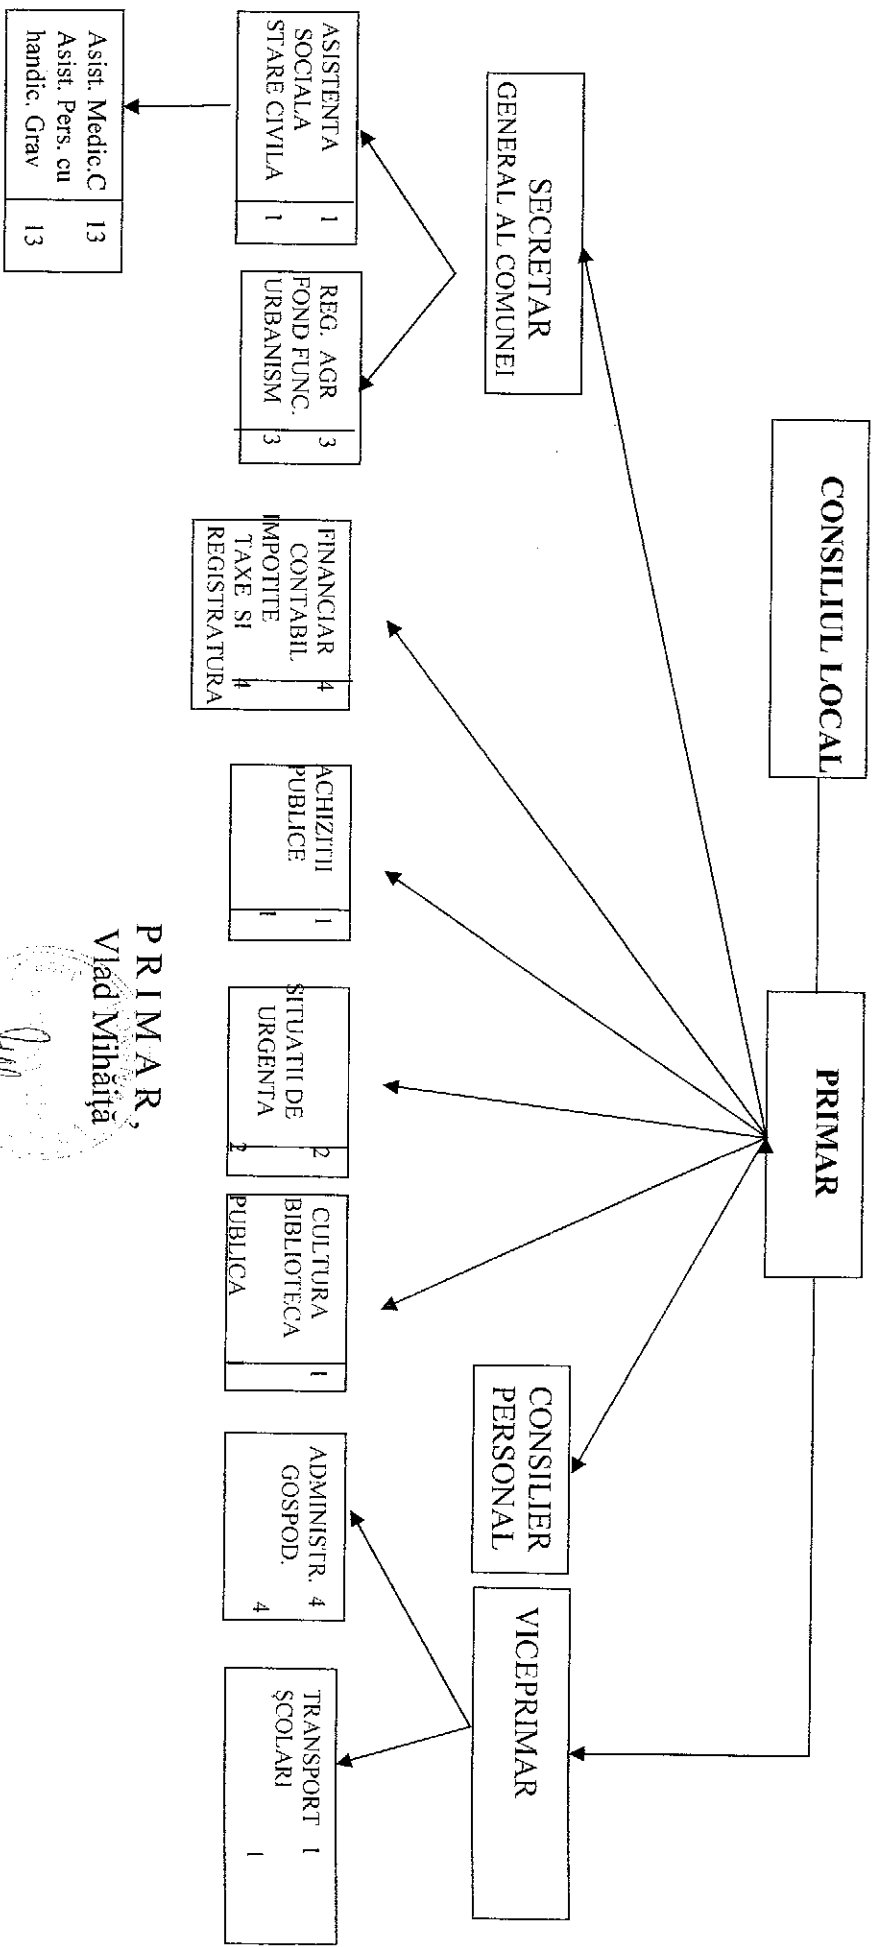 CONSILIUL LOCAL
PRIMAR
SECRETAR
GENERAL AL COMUNEI
CONSILIER
PERSONAL
VICEPRIMAR
ASISTENTA
SOCIALA 1
STARE CIVILA 1
REG. AGR
FOND FUNC. 3
URBANISM 3
FINANCIAR
CONTABIL 4
IMPOTITE
TAXE SI 4
REGISTRATURA
ACHIZITII 1
PUBLICE
1
SITUATII DE 2
URGENTA
2
CULTURA 1
BIBLIOTECA
PUBLICA 1
ADMINISTR. 4
GOSPOD.
4
TRANSPORT 1
ŞCOLARI
1
Asist. Medic.C 13
Asist. Pers. cu
handic. Grav 13
P R I M A R,
Vlad Mihăiţă